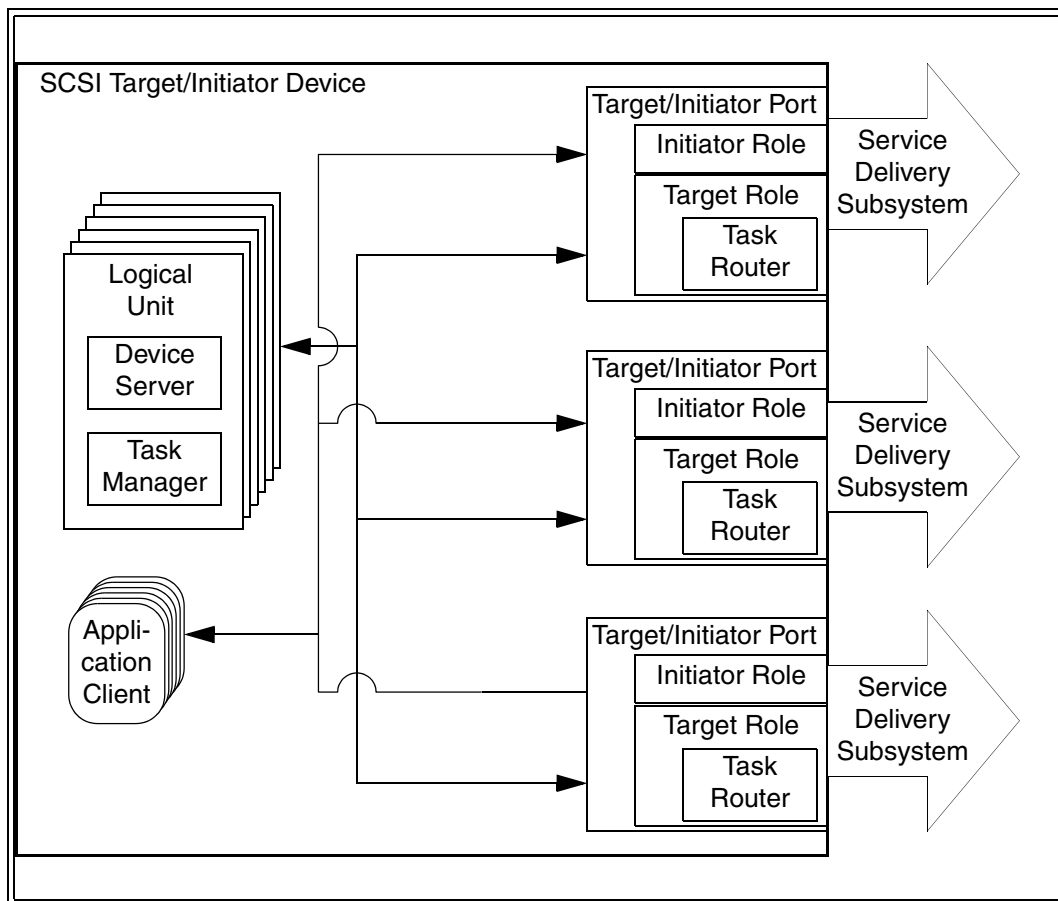 SCSI Target/Initiator Device
Logical
Unit
Device
Server
Task
Manager
Appli-
cation
Client
Target/Initiator Port
Initiator Role
Target Role
Task
Router
Service
Delivery
Subsystem
Target/Initiator Port
Initiator Role
Target Role
Task
Router
Service
Delivery
Subsystem
Target/Initiator Port
Initiator Role
Target Role
Task
Router
Service
Delivery
Subsystem